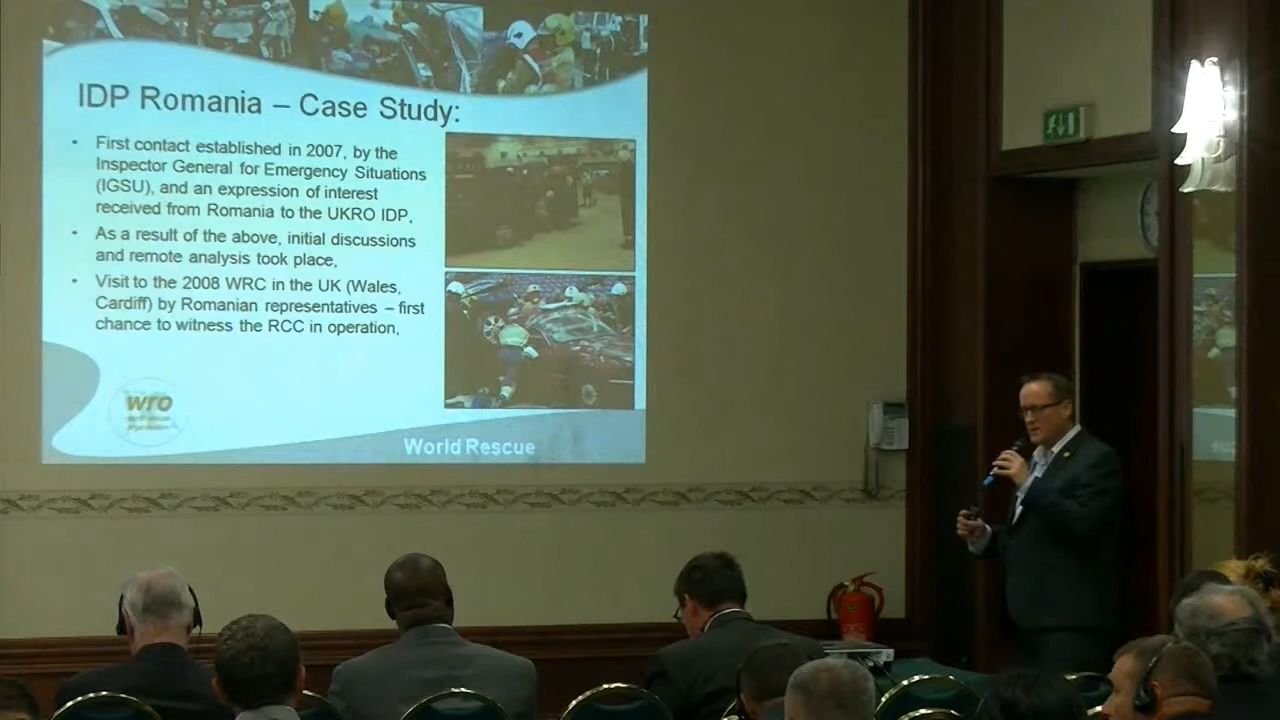 IDP Romania – Case Study:
• First contact established in 2007, by the
Inspector General for Emergency Situations
(IGSU), and an expression of interest
received from Romania to the UKRO IDP,
• As a result of the above, initial discussions
and remote analysis took place,
• Visit to the 2008 WRC in the UK (Wales,
Cardiff) by Romanian representatives – first
chance to witness the RCC in operation,
wro
World Rescue